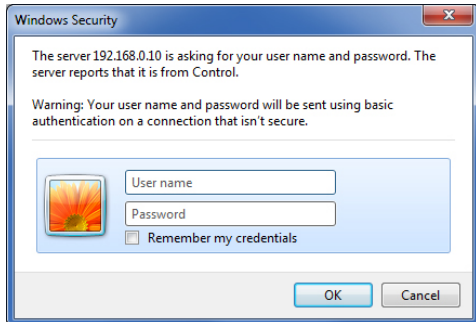 Windows Security
The server 192.168.0.10 is asking for your user name and password. The
server reports that it is from Control.
Warning: Your user name and password will be sent using basic
authentication on a connection that isn't secure.
User name
Password
Remember my credentials
OK Cancel